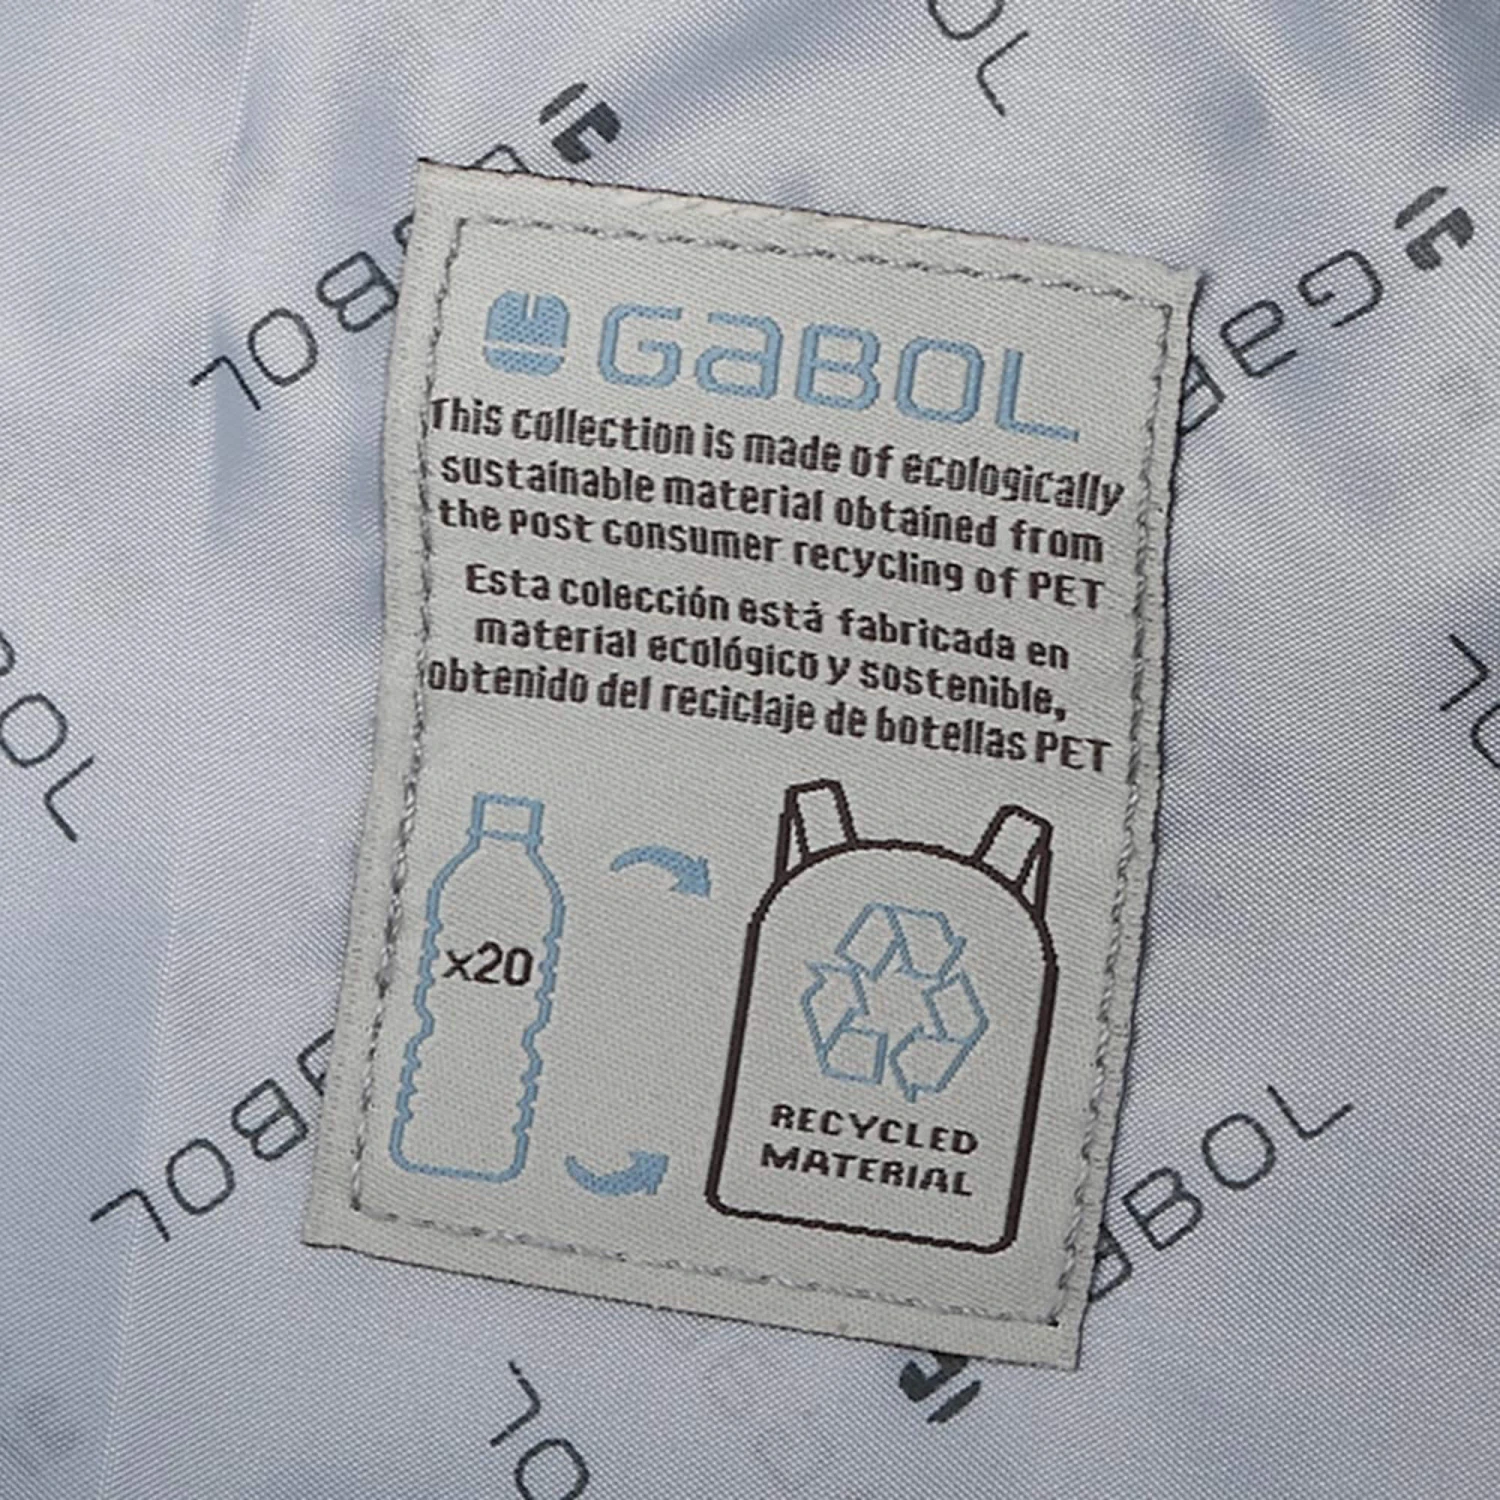 GABOL
This collection is made of ecologically
sustainable material obtained from
the post consumer recycling of PET
Esta colección está fabricada en
material ecológico y sostenible,
obtenido del reciclaje de botellas PET
x20
RECYCLED
MATERIAL